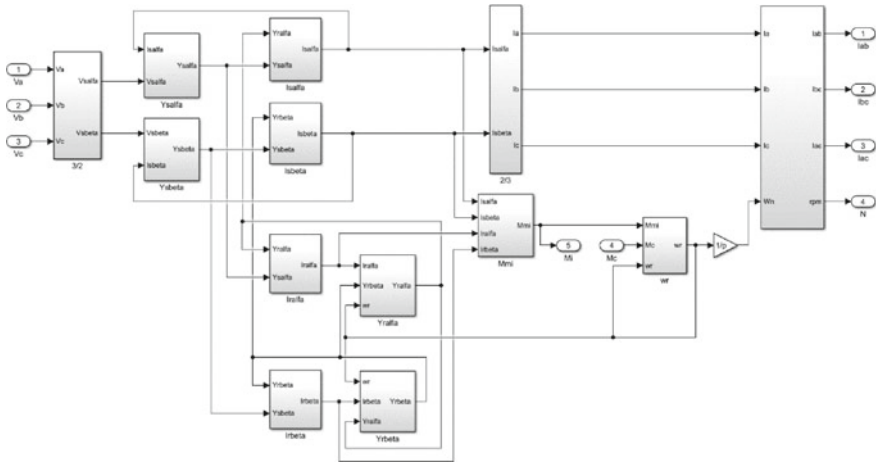 1
Va
2
Vb
3
Vc
Va
Vb
Vc
Vsalfa
Vsbeta
3/2
Isalfa
Vsalfa
Ysalfa
Ysalfa
Vsbeta
Isbeta
Ysbeta
Ysbeta
Yralfa
Ysalfa
Isalfa
Isalfa
Yrbeta
Ysbeta
Isbeta
Isbeta
Yralfa
Ysalfa
Iralfa
Iralfa
Iralfa
Yrbeta
wr
Yralfa
Yralfa
Yrbeta
Ysbeta
Irbeta
Irbeta
wr
Irbeta
Yralfa
Yrbeta
Yrbeta
Isalfa
Isbeta
Ia
Ib
Ic
2/3
Isalfa
Isbeta
Iralfa
Irbeta
Mmi
Mmi
5
Mi
4
Mc
Mmi
Mc
wr
wr
wr
1/p
Ia
Ib
Ic
Wn
Iab
Ibc
Iac
rpm
1
Iab
2
Ibc
3
Iac
4
N